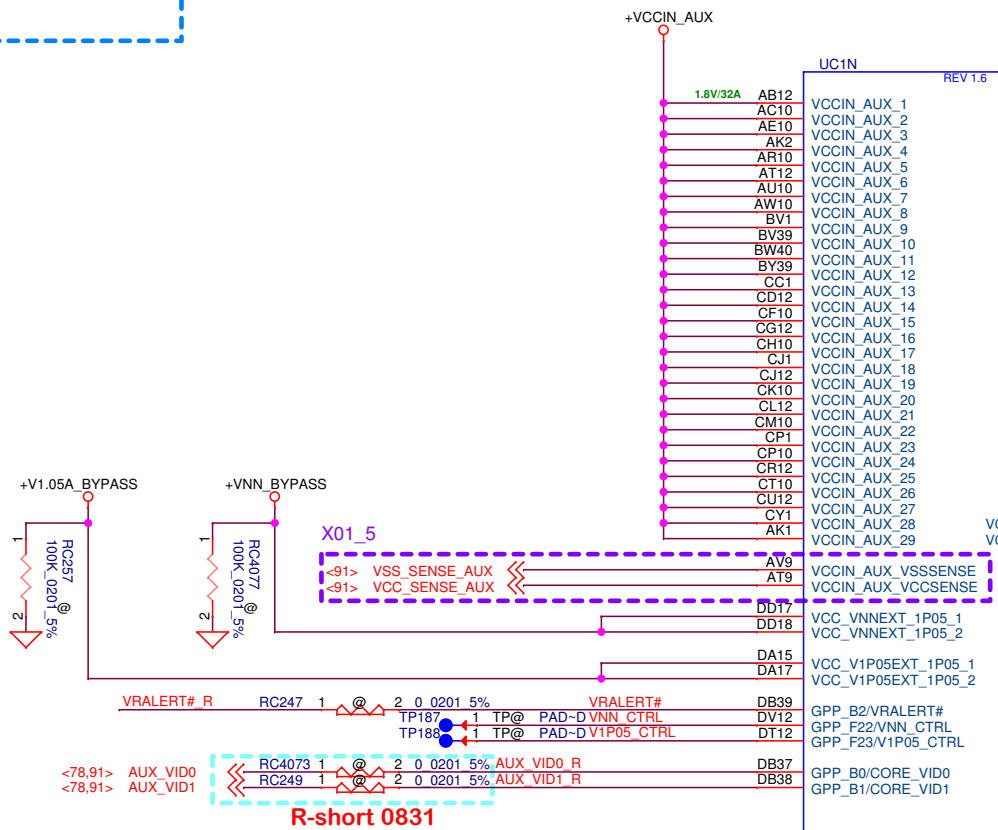 +VCCIN_AUX
UC1N
REV 1.6
1.8V/32A AB12 VCCIN_AUX_1
AC10 VCCIN_AUX_2
AE10 VCCIN_AUX_3
AK2 VCCIN_AUX_4
AR10 VCCIN_AUX_5
AT12 VCCIN_AUX_6
AU10 VCCIN_AUX_7
AW10 VCCIN_AUX_8
BV1 VCCIN_AUX_9
BV39 VCCIN_AUX_10
BW40 VCCIN_AUX_11
BY39 VCCIN_AUX_12
CC1 VCCIN_AUX_13
CD12 VCCIN_AUX_14
CF10 VCCIN_AUX_15
CG12 VCCIN_AUX_16
CH10 VCCIN_AUX_17
CJ1 VCCIN_AUX_18
CJ12 VCCIN_AUX_19
CK10 VCCIN_AUX_20
CL12 VCCIN_AUX_21
CM10 VCCIN_AUX_22
CP1 VCCIN_AUX_23
CP10 VCCIN_AUX_24
CR12 VCCIN_AUX_25
CT10 VCCIN_AUX_26
CU12 VCCIN_AUX_27
CY1 VCCIN_AUX_28
AK1 VCCIN_AUX_29
VC
VC
+V1.05A_BYPASS
+VNN_BYPASS
1
RC257
100K_0201_5%
@
2
1
RC4077
100K_0201_5%
@
2
X01_5
<91> VSS_SENSE_AUX AV9 VCCIN_AUX_VSSSENSE
<91> VCC_SENSE_AUX AT9 VCCIN_AUX_VCCSENSE
DD17 VCC_VNNEXT_1P05_1
DD18 VCC_VNNEXT_1P05_2
DA15 VCC_V1P05EXT_1P05_1
DA17 VCC_V1P05EXT_1P05_2
VRALERT#_R RC247 1 @ 2 0_0201_5% VRALERT# DB39 GPP_B2/VRALERT#
TP187 1 TP@ PAD~D VNN_CTRL DV12 GPP_F22/VNN_CTRL
TP188 1 TP@ PAD~D V1P05_CTRL DT12 GPP_F23/V1P05_CTRL
<78,91> AUX_VID0 RC4073 1 @ 2 0_0201_5% AUX_VID0_R DB37 GPP_B0/CORE_VID0
<78,91> AUX_VID1 RC249 1 @ 2 0_0201_5% AUX_VID1_R DB38 GPP_B1/CORE_VID1
R-short 0831